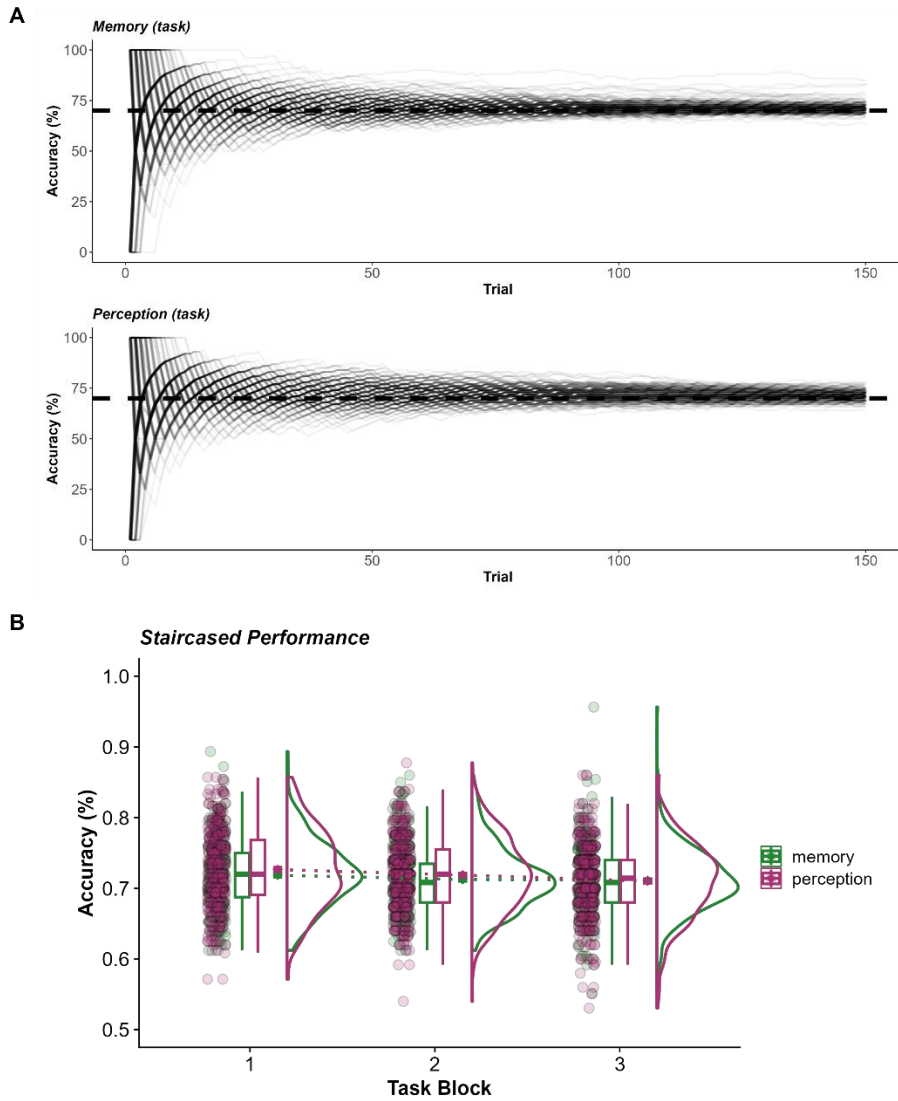 A
Memory (task)
100
75
50
25
0
Accuracy (%)
0 50 100 150
Trial
Perception (task)
100
75
50
25
0
Accuracy (%)
0 50 100 150
Trial
B
Staircased Performance
1.0
0.9
0.8
0.7
0.6
0.5
Accuracy (%)
memory
perception
1 2 3
Task Block